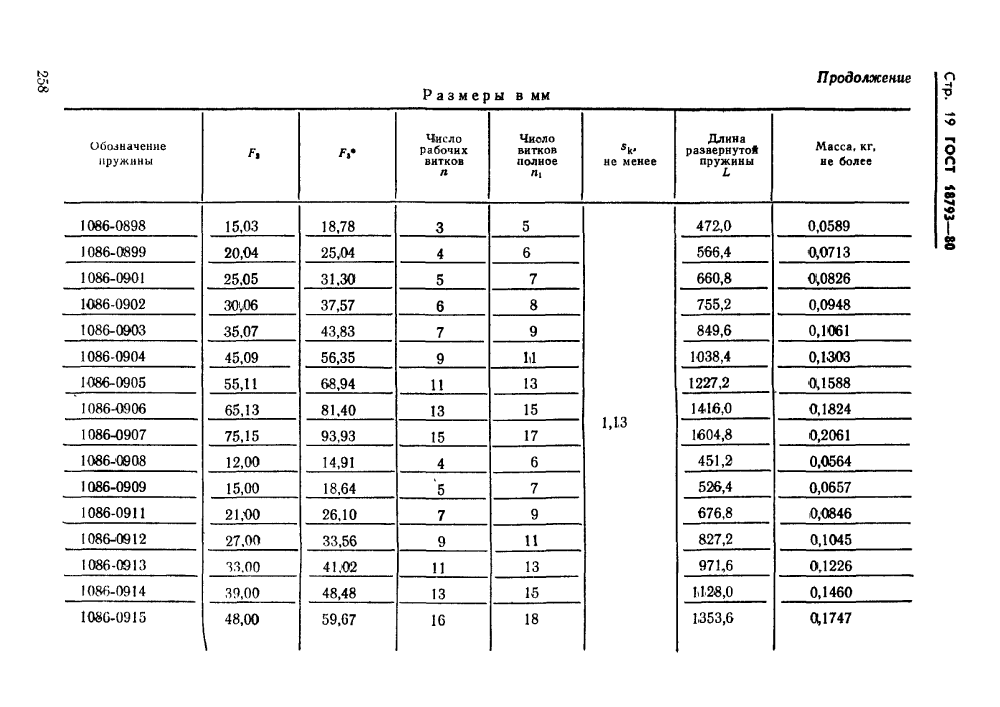 258
Продолжение
Размеры в мм
Стр. 19 ГОСТ 18793—80
Обозначение пружины | F₂ | F₃* | Число рабочих витков n | Число витков полное n₁ | sₖ, не менее | Длина развернутой пружины L | Масса, кг, не более
1086-0898 | 15,03 | 18,78 | 3 | 5 | 1,13 | 472,0 | 0,0589
1086-0899 | 20,04 | 25,04 | 4 | 6 | 566,4 | 0,0713
1086-0901 | 25,05 | 31,30 | 5 | 7 | 660,8 | 0,0826
1086-0902 | 30,06 | 37,57 | 6 | 8 | 755,2 | 0,0948
1086-0903 | 35,07 | 43,83 | 7 | 9 | 849,6 | 0,1061
1086-0904 | 45,09 | 56,35 | 9 | 11 | 1038,4 | 0,1303
1086-0905 | 55,11 | 68,94 | 11 | 13 | 1227,2 | 0,1588
1086-0906 | 65,13 | 81,40 | 13 | 15 | 1416,0 | 0,1824
1086-0907 | 75,15 | 93,93 | 15 | 17 | 1604,8 | 0,2061
1086-0908 | 12,00 | 14,91 | 4 | 6 | 451,2 | 0,0564
1086-0909 | 15,00 | 18,64 | 5 | 7 | 526,4 | 0,0657
1086-0911 | 21,00 | 26,10 | 7 | 9 | 676,8 | 0,0846
1086-0912 | 27,00 | 33,56 | 9 | 11 | 827,2 | 0,1045
1086-0913 | 33,00 | 41,02 | 11 | 13 | 971,6 | 0,1226
1086-0914 | 39,00 | 48,48 | 13 | 15 | 1128,0 | 0,1460
1086-0915 | 48,00 | 59,67 | 16 | 18 | 1353,6 | 0,1747